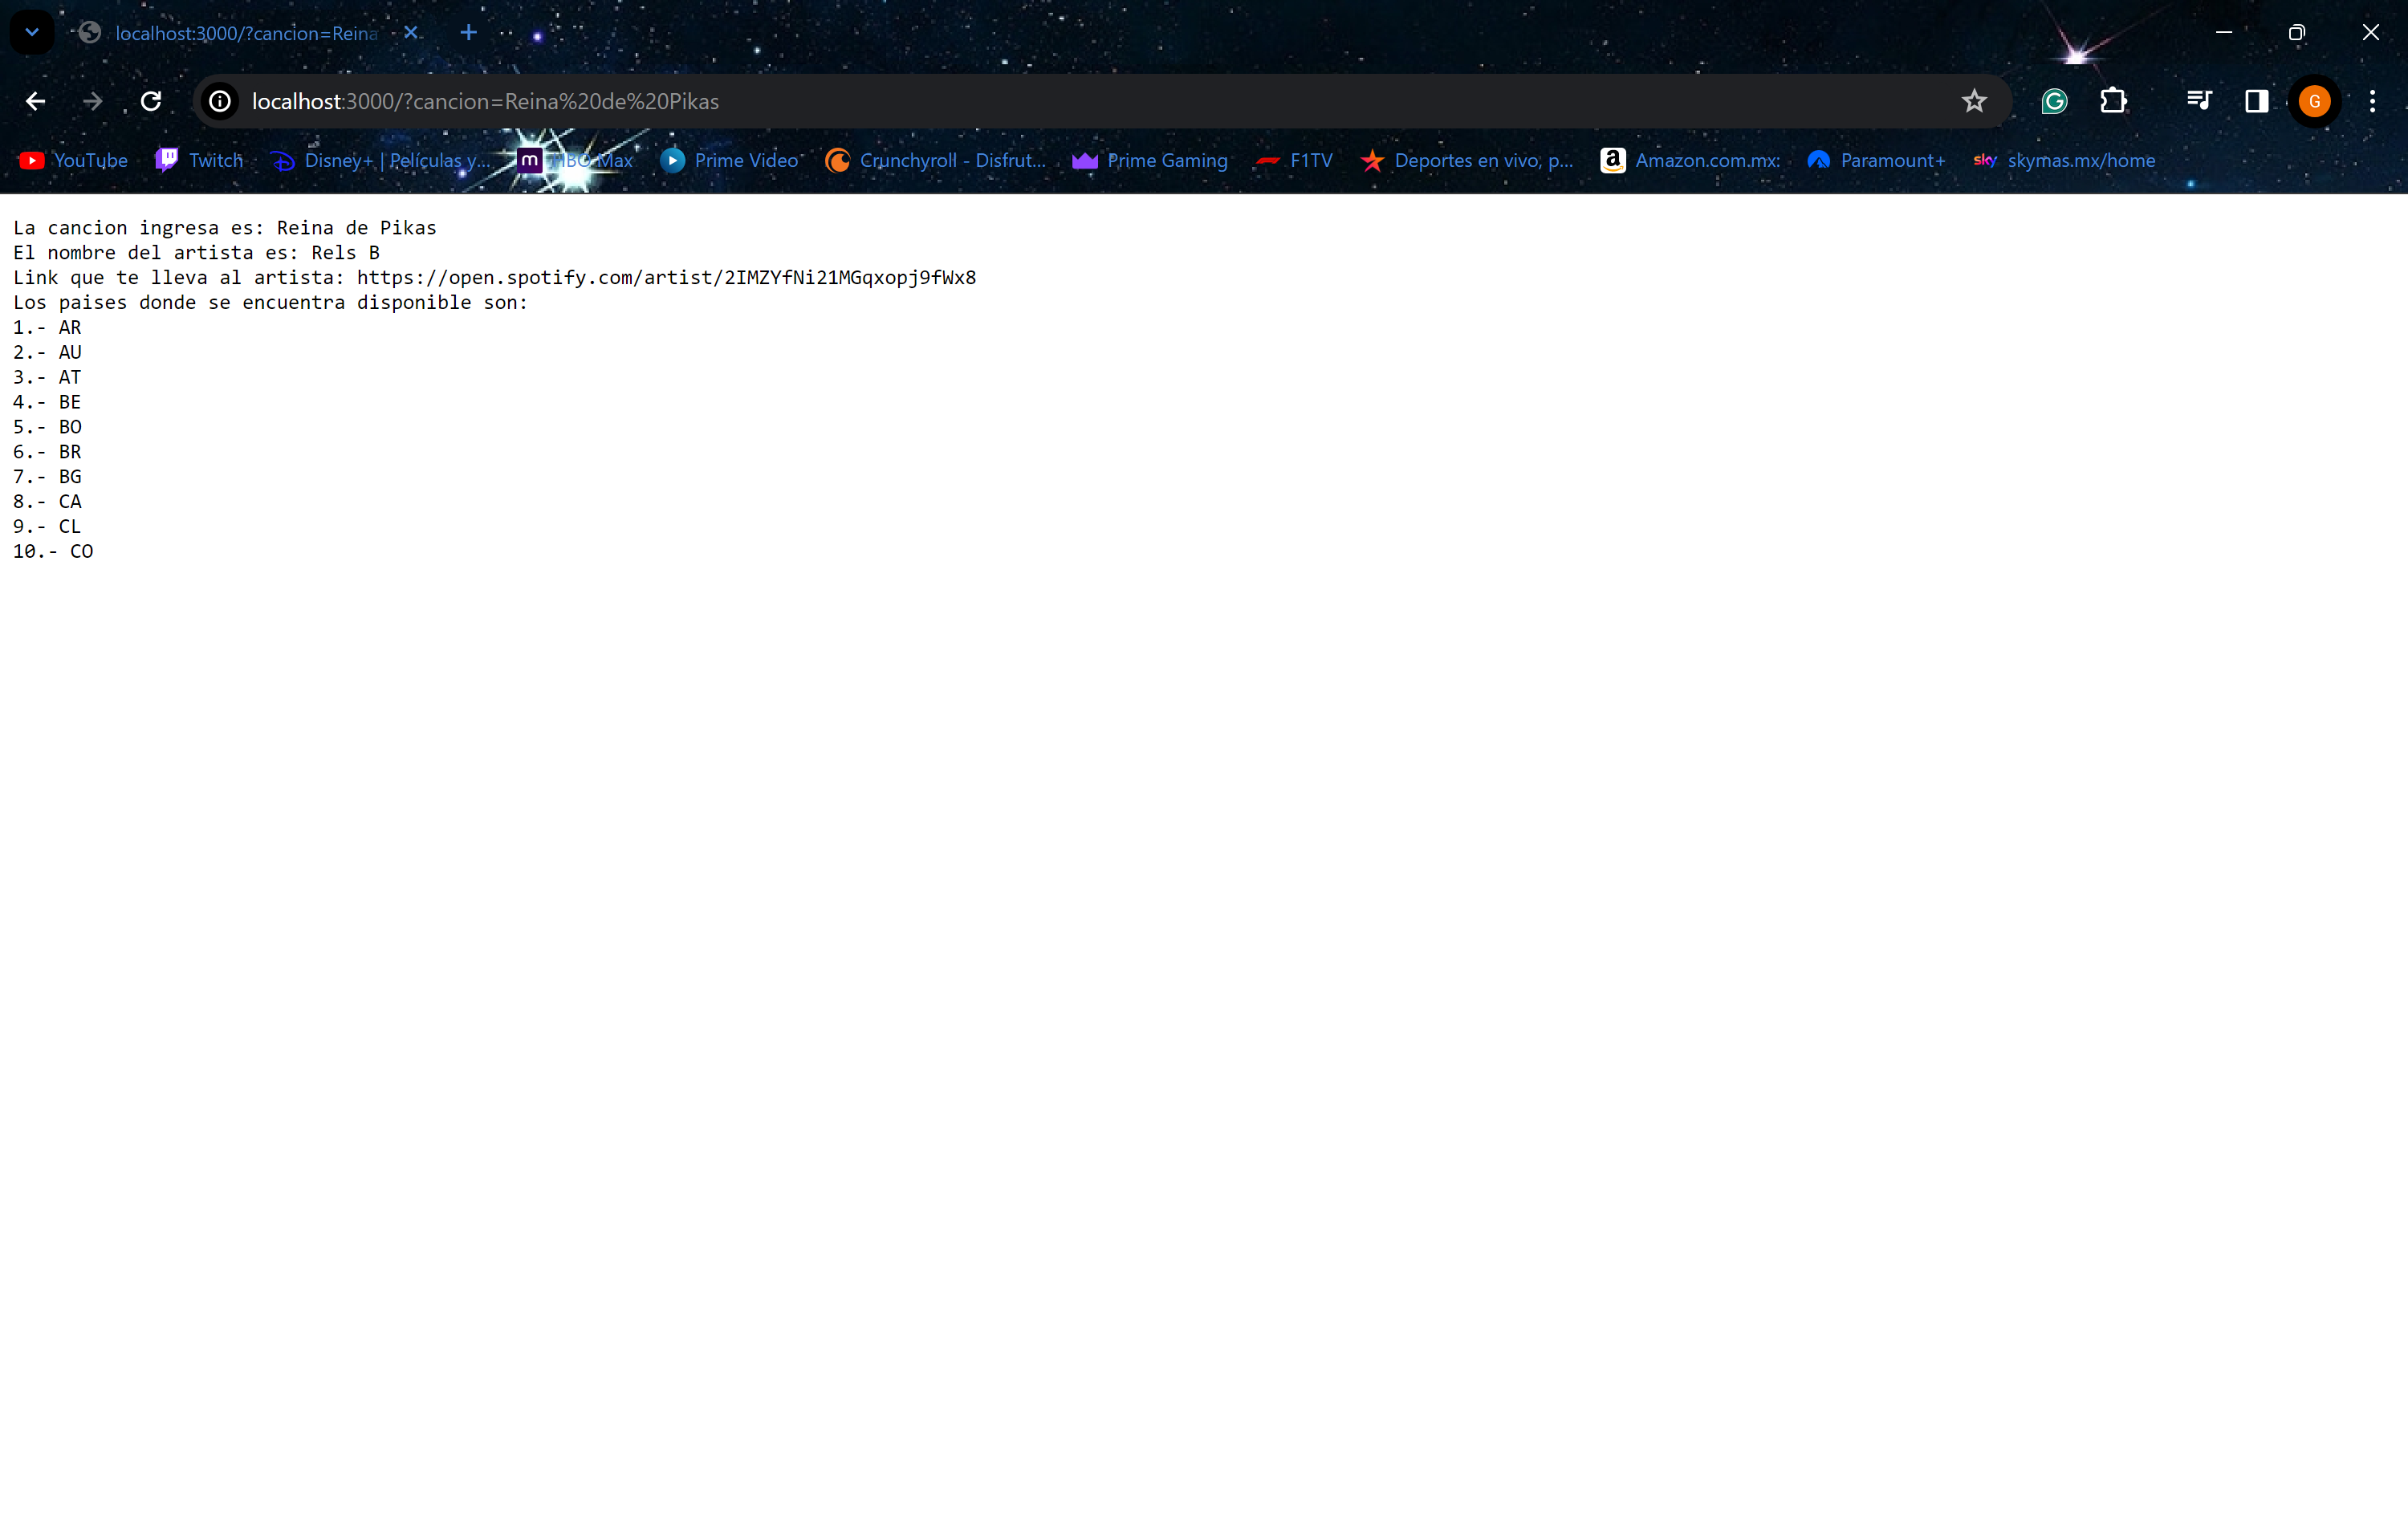 localhost:3000/?cancion=Reina
localhost:3000/?cancion=Reina%20de%20Pikas
G
YouTube Twitch Disney+ | Películas y... m HBO Max Prime Video Crunchyroll - Disfrut... Prime Gaming F1TV Deportes en vivo, p... a Amazon.com.mx: Paramount+ sky skymas.mx/home
La cancion ingresa es: Reina de Pikas
El nombre del artista es: Rels B
Link que te lleva al artista: https://open.spotify.com/artist/2IMZYfNi21MGqxopj9fWx8
Los paises donde se encuentra disponible son:
1.- AR
2.- AU
3.- AT
4.- BE
5.- BO
6.- BR
7.- BG
8.- CA
9.- CL
10.- CO